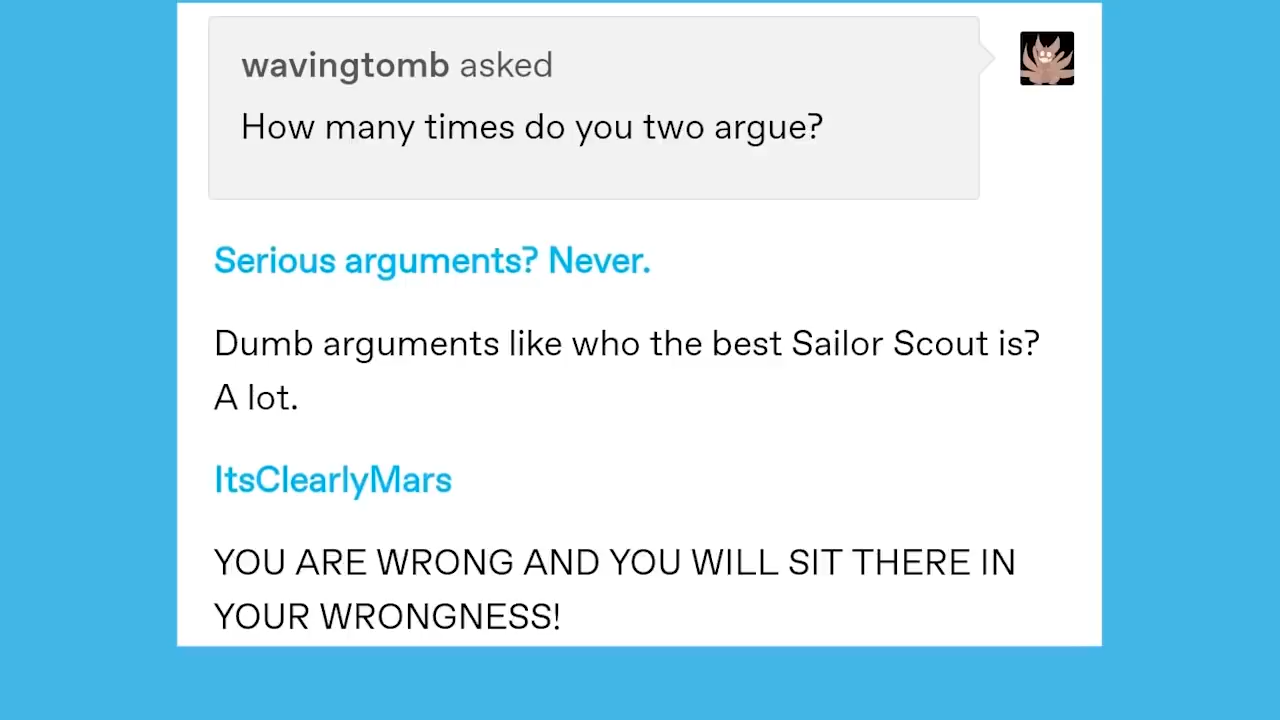 wavingtomb asked
How many times do you two argue?
Serious arguments? Never.
Dumb arguments like who the best Sailor Scout is?
A lot.
ItsClearlyMars
YOU ARE WRONG AND YOU WILL SIT THERE IN
YOUR WRONGNESS!